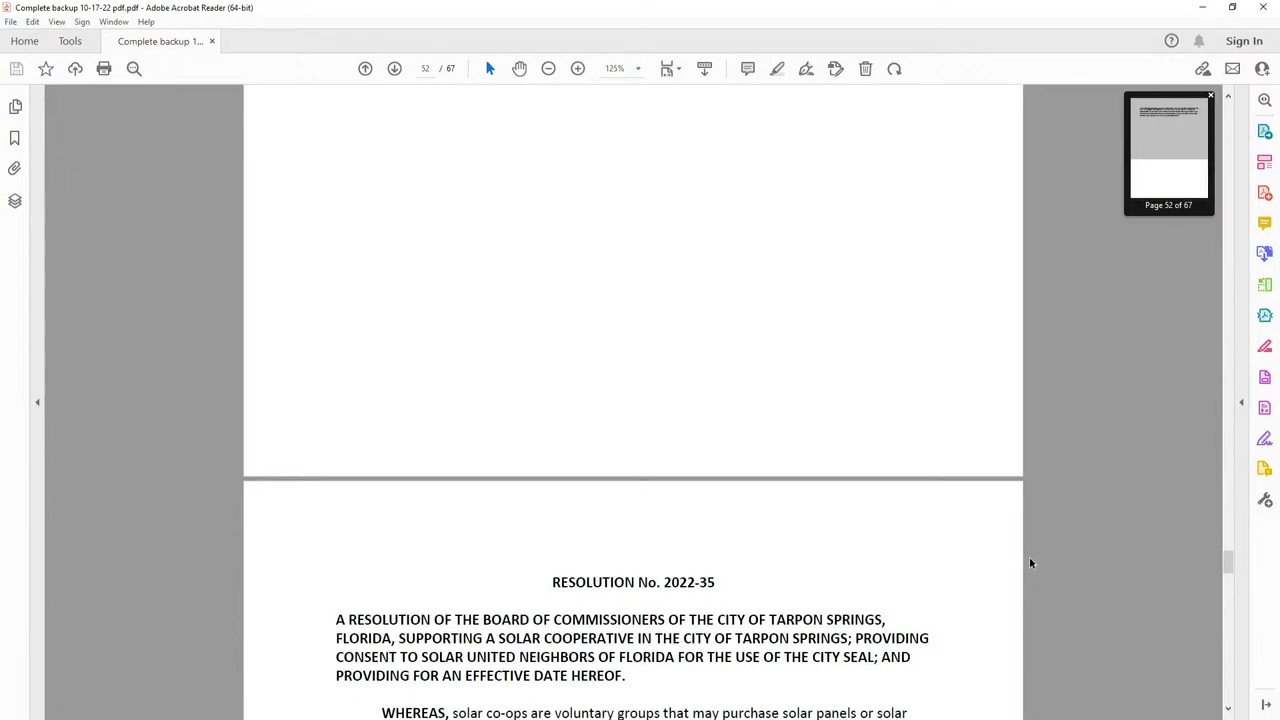 Complete backup 10-17-22 pdf.pdf - Adobe Acrobat Reader (64-bit)
File Edit View Sign Window Help
Home Tools Complete backup 1... × Sign In
52 / 67 125%
Page 52 of 67
RESOLUTION No. 2022-35
A RESOLUTION OF THE BOARD OF COMMISSIONERS OF THE CITY OF TARPON SPRINGS,
FLORIDA, SUPPORTING A SOLAR COOPERATIVE IN THE CITY OF TARPON SPRINGS; PROVIDING
CONSENT TO SOLAR UNITED NEIGHBORS OF FLORIDA FOR THE USE OF THE CITY SEAL; AND
PROVIDING FOR AN EFFECTIVE DATE HEREOF.
WHEREAS, solar co-ops are voluntary groups that may purchase solar panels or solar